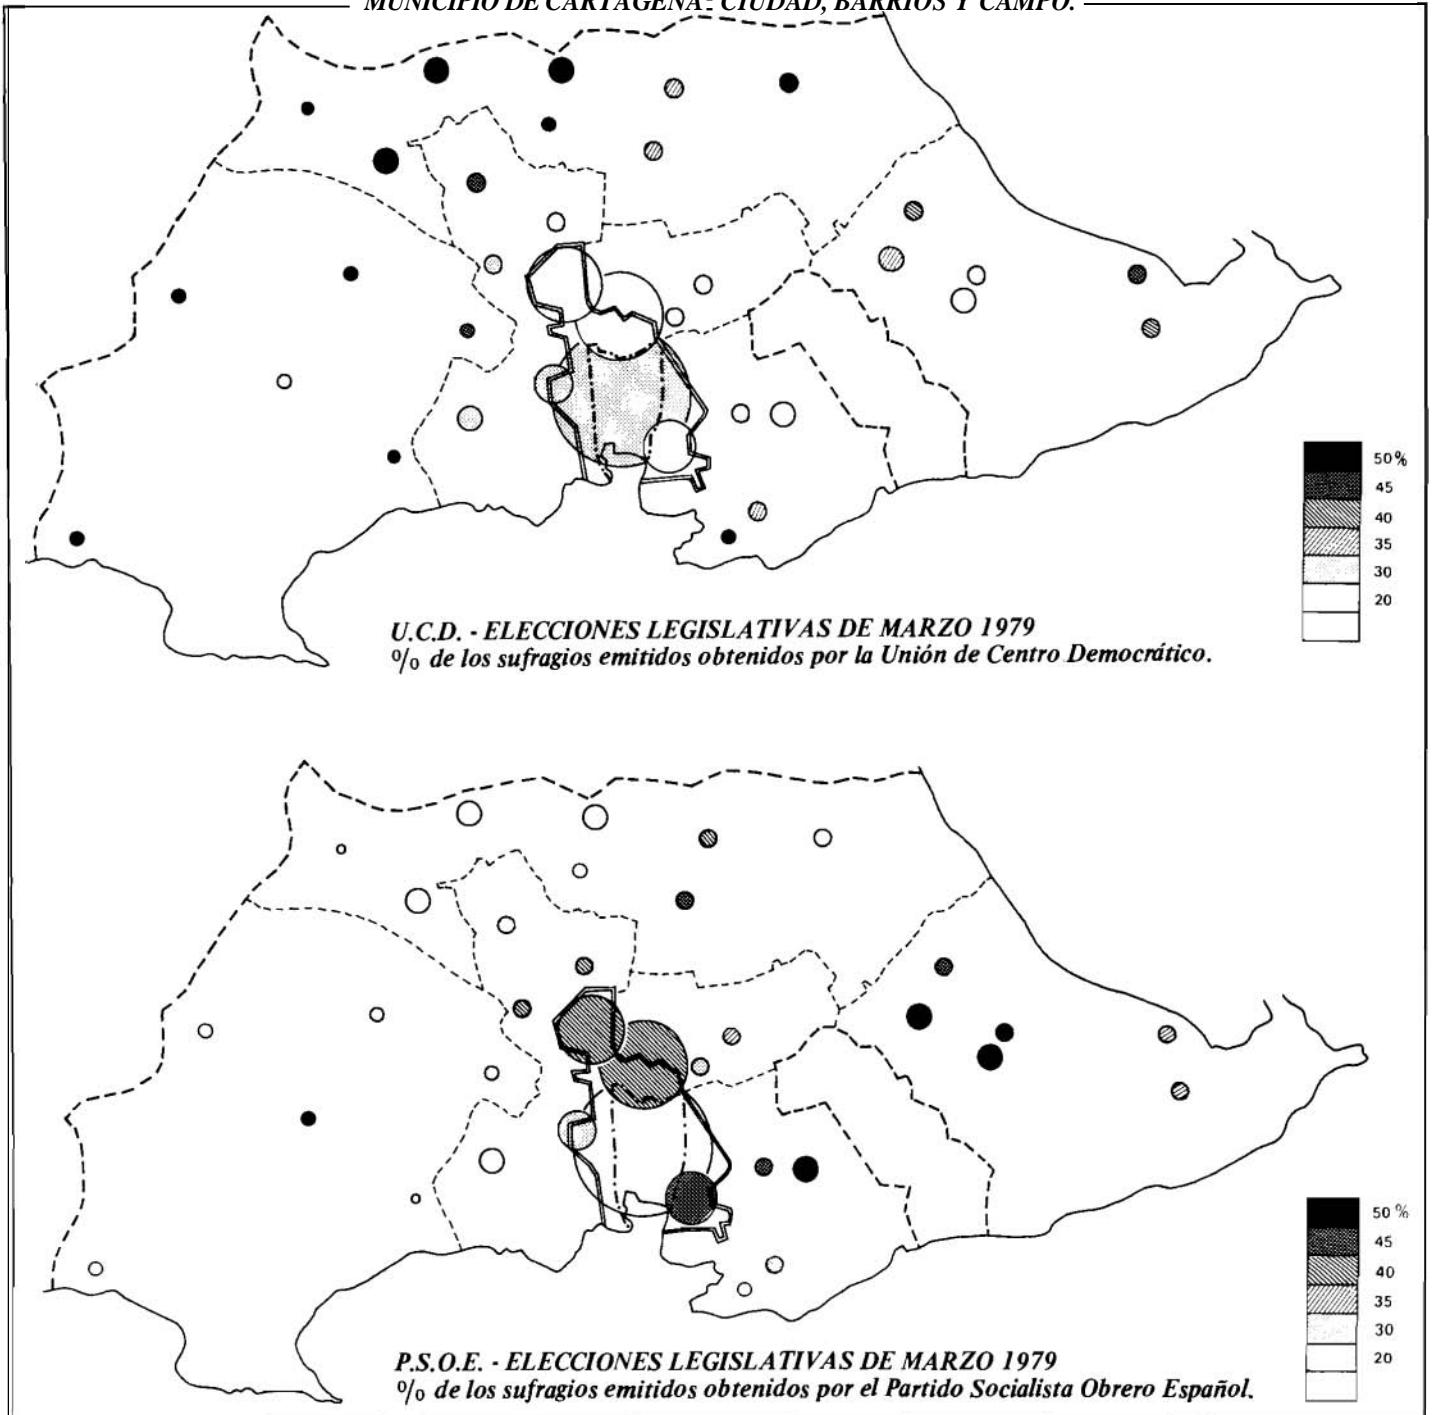 MUNICIPIO DE CARTAGENA: CIUDAD, BARRIOS Y CAMPO.
50%
45
40
35
30
20
U.C.D. - ELECCIONES LEGISLATIVAS DE MARZO 1979
% de los sufragios emitidos obtenidos por la Unión de Centro Democrático.
50 %
45
40
35
30
20
P.S.O.E. - ELECCIONES LEGISLATIVAS DE MARZO 1979
% de los sufragios emitidos obtenidos por el Partido Socialista Obrero Español.